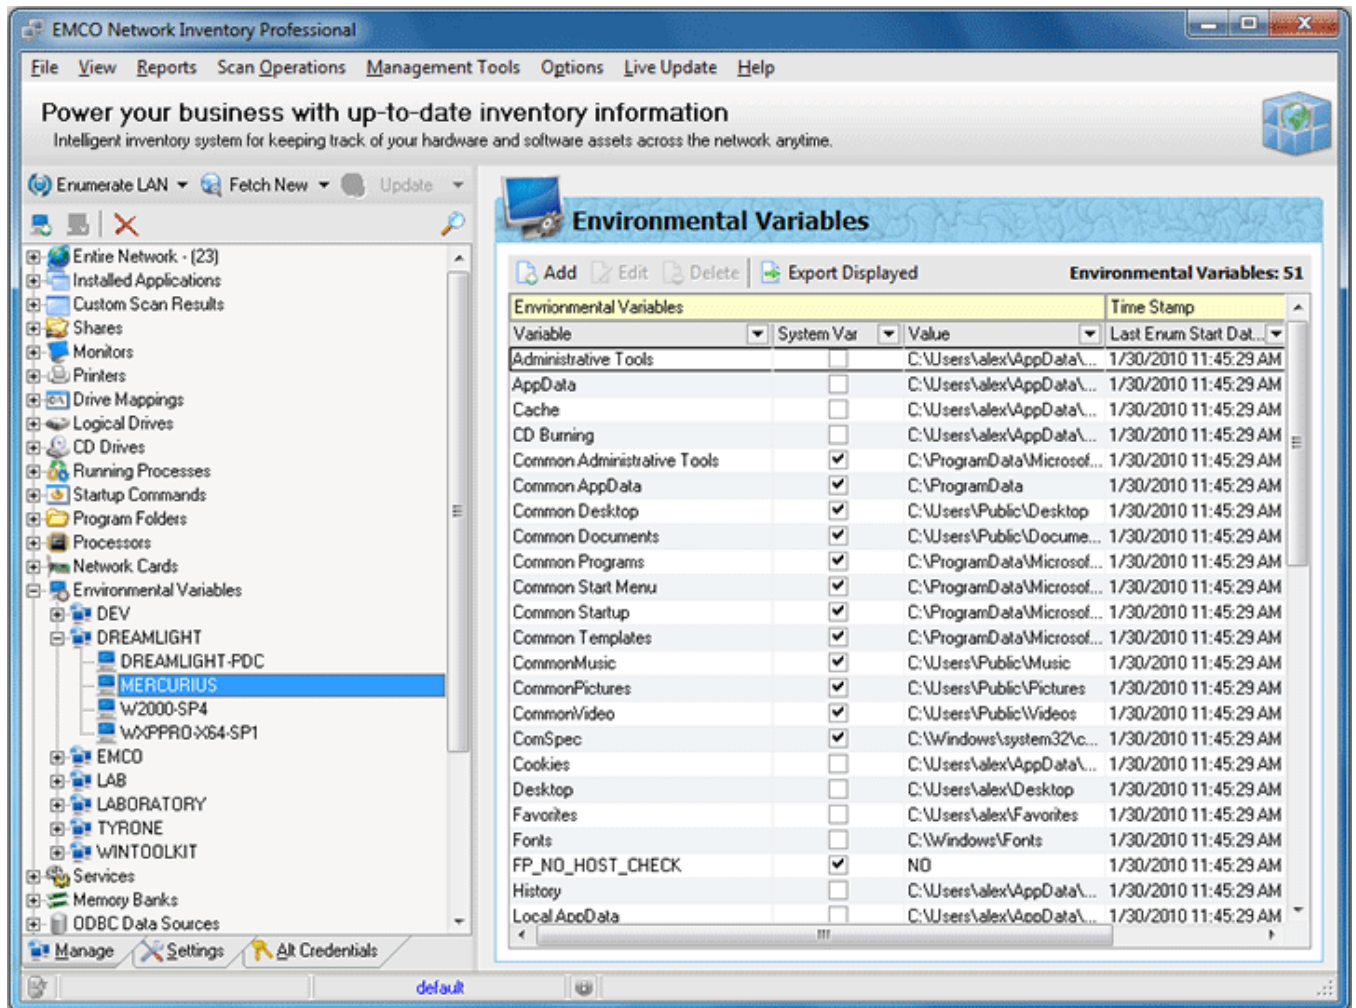 EMCO Network Inventory Professional
File View Reports Scan Operations Management Tools Options Live Update Help
Power your business with up-to-date inventory information
Intelligent inventory system for keeping track of your hardware and software assets across the network anytime.
Enumerate LAN Fetch New Update
Entire Network - (23)
Installed Applications
Custom Scan Results
Shares
Monitors
Printers
Drive Mappings
Logical Drives
CD Drives
Running Processes
Startup Commands
Program Folders
Processors
Network Cards
Environmental Variables
DEV
DREAMLIGHT
DREAMLIGHT-PDC
MERCURIUS
W2000-SP4
WXPPRO-X64-SP1
EMCO
LAB
LABORATORY
TYRONE
WINTOOLKIT
Services
Memory Banks
ODBC Data Sources
Manage Settings Alt Credentials
default
Environmental Variables
Add Edit Delete Export Displayed Environmental Variables: 51
Envrionmental Variables Time Stamp
Variable System Var Value Last Enum Start Dat...
Administrative Tools C:\Users\alex\AppData\... 1/30/2010 11:45:29 AM
AppData C:\Users\alex\AppData\... 1/30/2010 11:45:29 AM
Cache C:\Users\alex\AppData\... 1/30/2010 11:45:29 AM
CD Burning C:\Users\alex\AppData\... 1/30/2010 11:45:29 AM
Common Administrative Tools C:\ProgramData\Microsof... 1/30/2010 11:45:29 AM
Common AppData C:\ProgramData 1/30/2010 11:45:29 AM
Common Desktop C:\Users\Public\Desktop 1/30/2010 11:45:29 AM
Common Documents C:\Users\Public\Docume... 1/30/2010 11:45:29 AM
Common Programs C:\ProgramData\Microsof... 1/30/2010 11:45:29 AM
Common Start Menu C:\ProgramData\Microsof... 1/30/2010 11:45:29 AM
Common Startup C:\ProgramData\Microsof... 1/30/2010 11:45:29 AM
Common Templates C:\ProgramData\Microsof... 1/30/2010 11:45:29 AM
CommonMusic C:\Users\Public\Music 1/30/2010 11:45:29 AM
CommonPictures C:\Users\Public\Pictures 1/30/2010 11:45:29 AM
CommonVideo C:\Users\Public\Videos 1/30/2010 11:45:29 AM
ComSpec C:\Windows\system32\c... 1/30/2010 11:45:29 AM
Cookies C:\Users\alex\AppData\... 1/30/2010 11:45:29 AM
Desktop C:\Users\alex\Desktop 1/30/2010 11:45:29 AM
Favorites C:\Users\alex\Favorites 1/30/2010 11:45:29 AM
Fonts C:\Windows\Fonts 1/30/2010 11:45:29 AM
FP_NO_HOST_CHECK NO 1/30/2010 11:45:29 AM
History C:\Users\alex\AppData\... 1/30/2010 11:45:29 AM
Local AppData C:\Users\alex\AppData\... 1/30/2010 11:45:29 AM